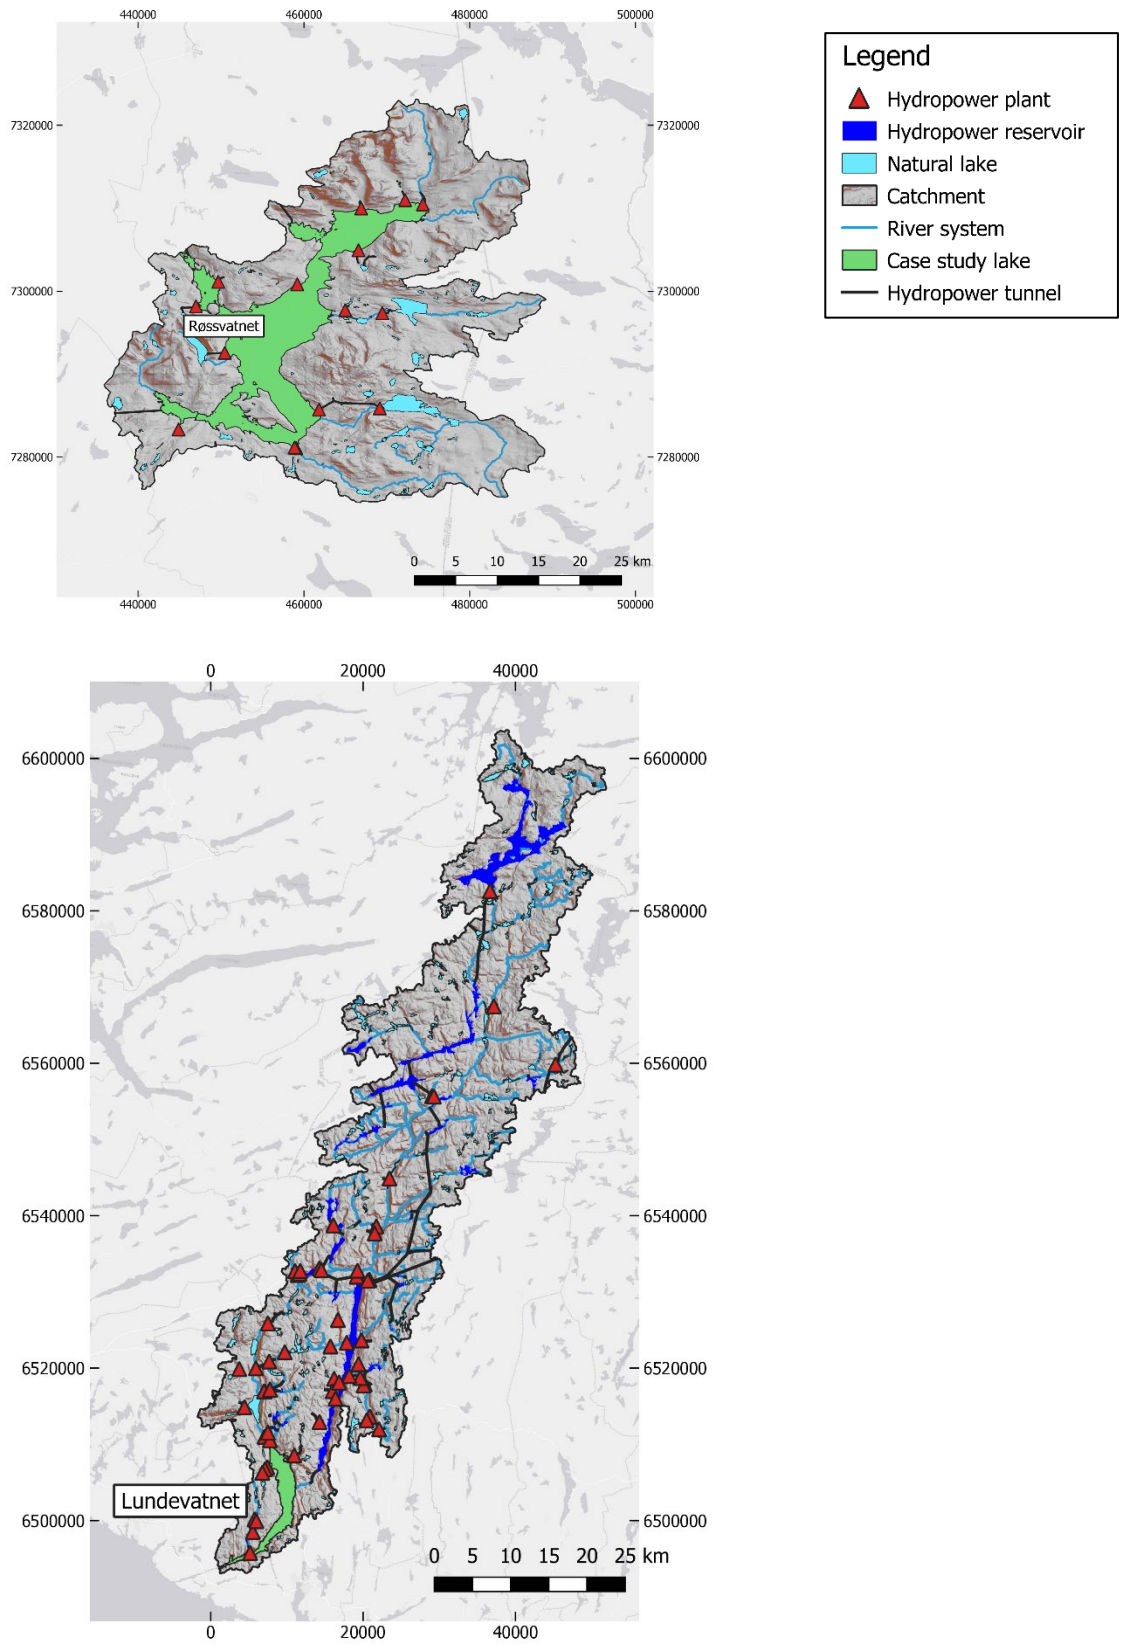 440000 460000 480000 500000
Legend
Hydropower plant
Hydropower reservoir
Natural lake
Catchment
River system
Case study lake
Hydropower tunnel
7320000 7320000
7300000 7300000
Røssvatnet
7280000 7280000
0 5 10 15 20 25 km
440000 460000 480000 500000
0 20000 40000
6600000 6600000
6580000 6580000
6560000 6560000
6540000 6540000
6520000 6520000
Lundevatnet
6500000 6500000
0 5 10 15 20 25 km
0 20000 40000